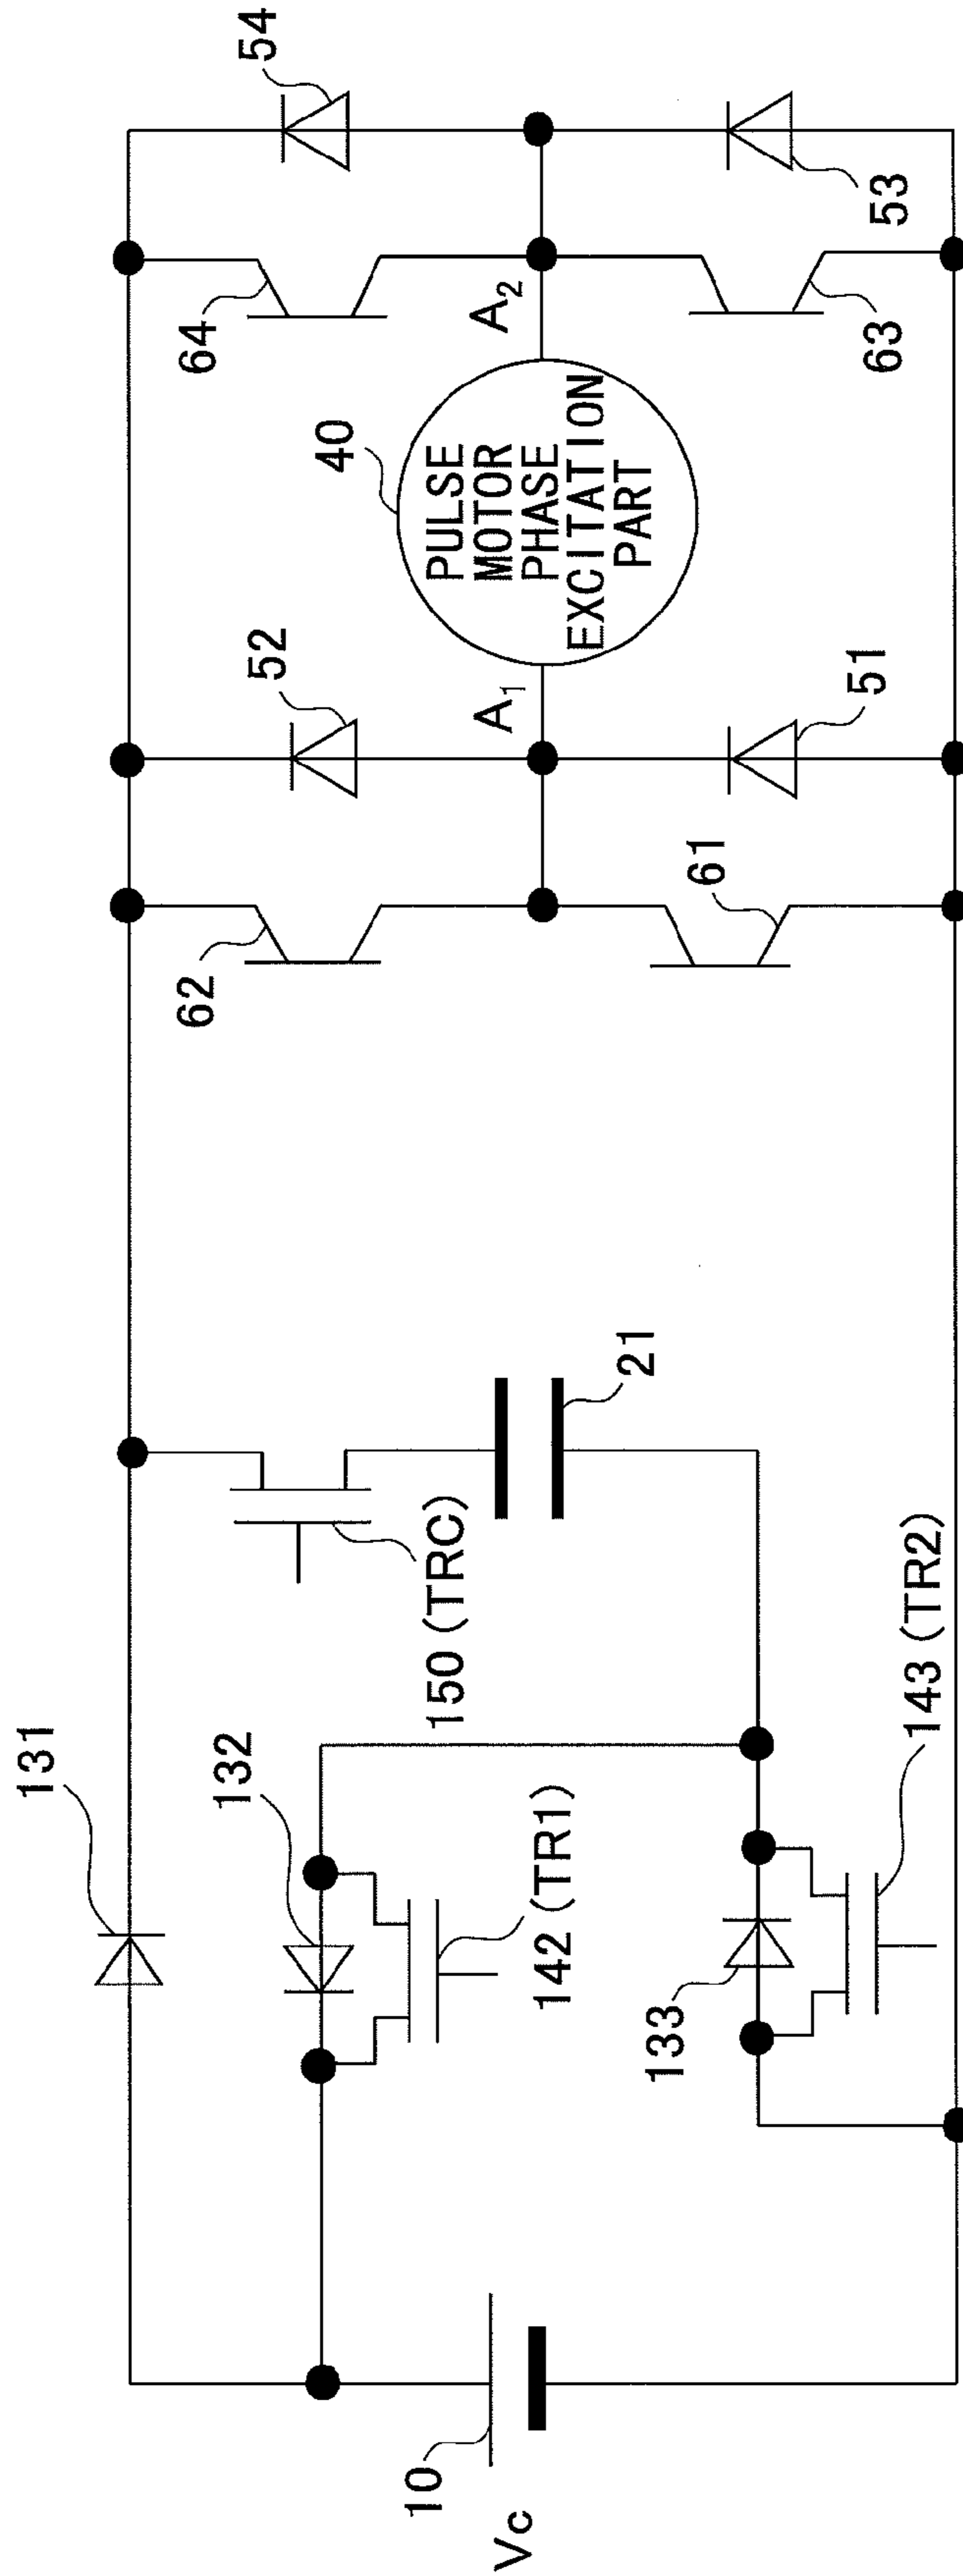 131
54
64
52
62
132
150 (TRC)
40
PULSE
MOTOR
PHASE
EXCITATION
PART
A1
A2
10
Vc
142 (TR1)
21
61
51
53
63
133
143 (TR2)